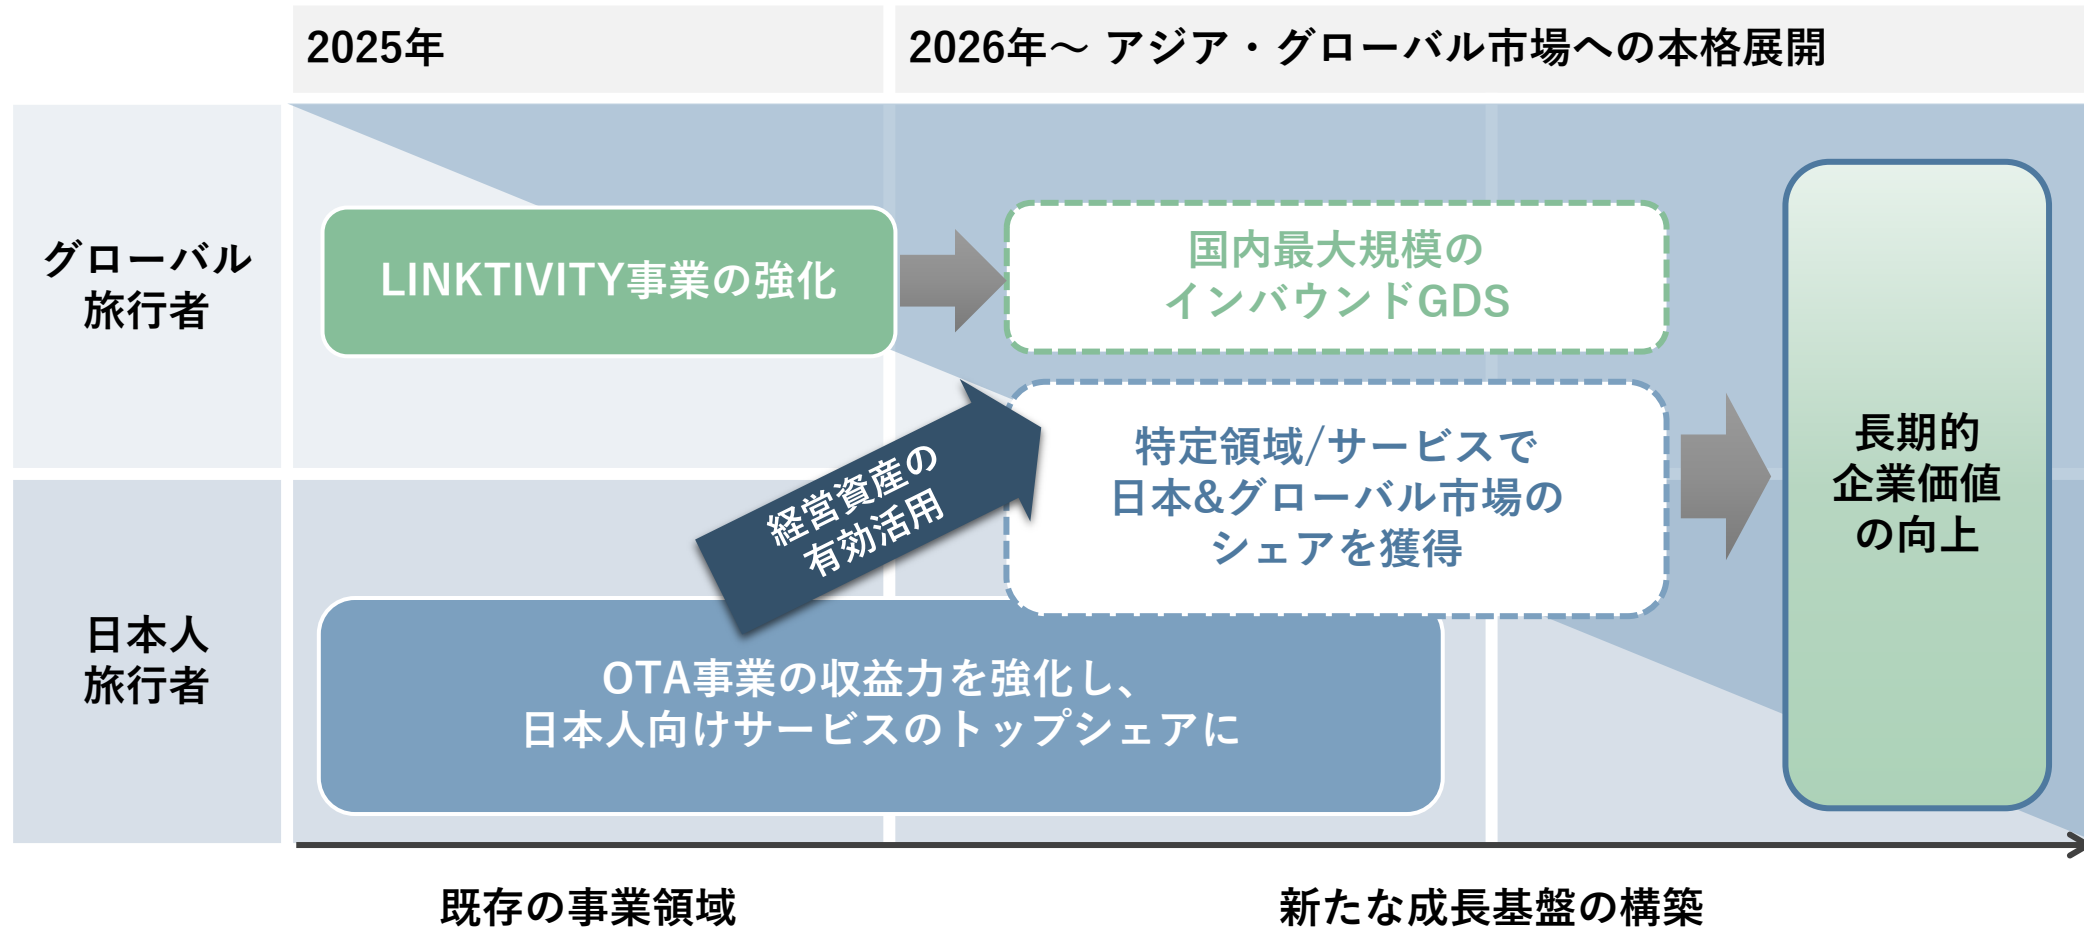 2025年
2026年～ アジア・グローバル市場への本格展開
グローバル
旅行者
LINKTIVITY事業の強化
国内最大規模の
インバウンドGDS
経営資産の
有効活用
特定領域/サービスで
日本&グローバル市場の
シェアを獲得
長期的
企業価値
の向上
日本人
旅行者
OTA事業の収益力を強化し、
日本人向けサービスのトップシェアに
既存の事業領域
新たな成長基盤の構築